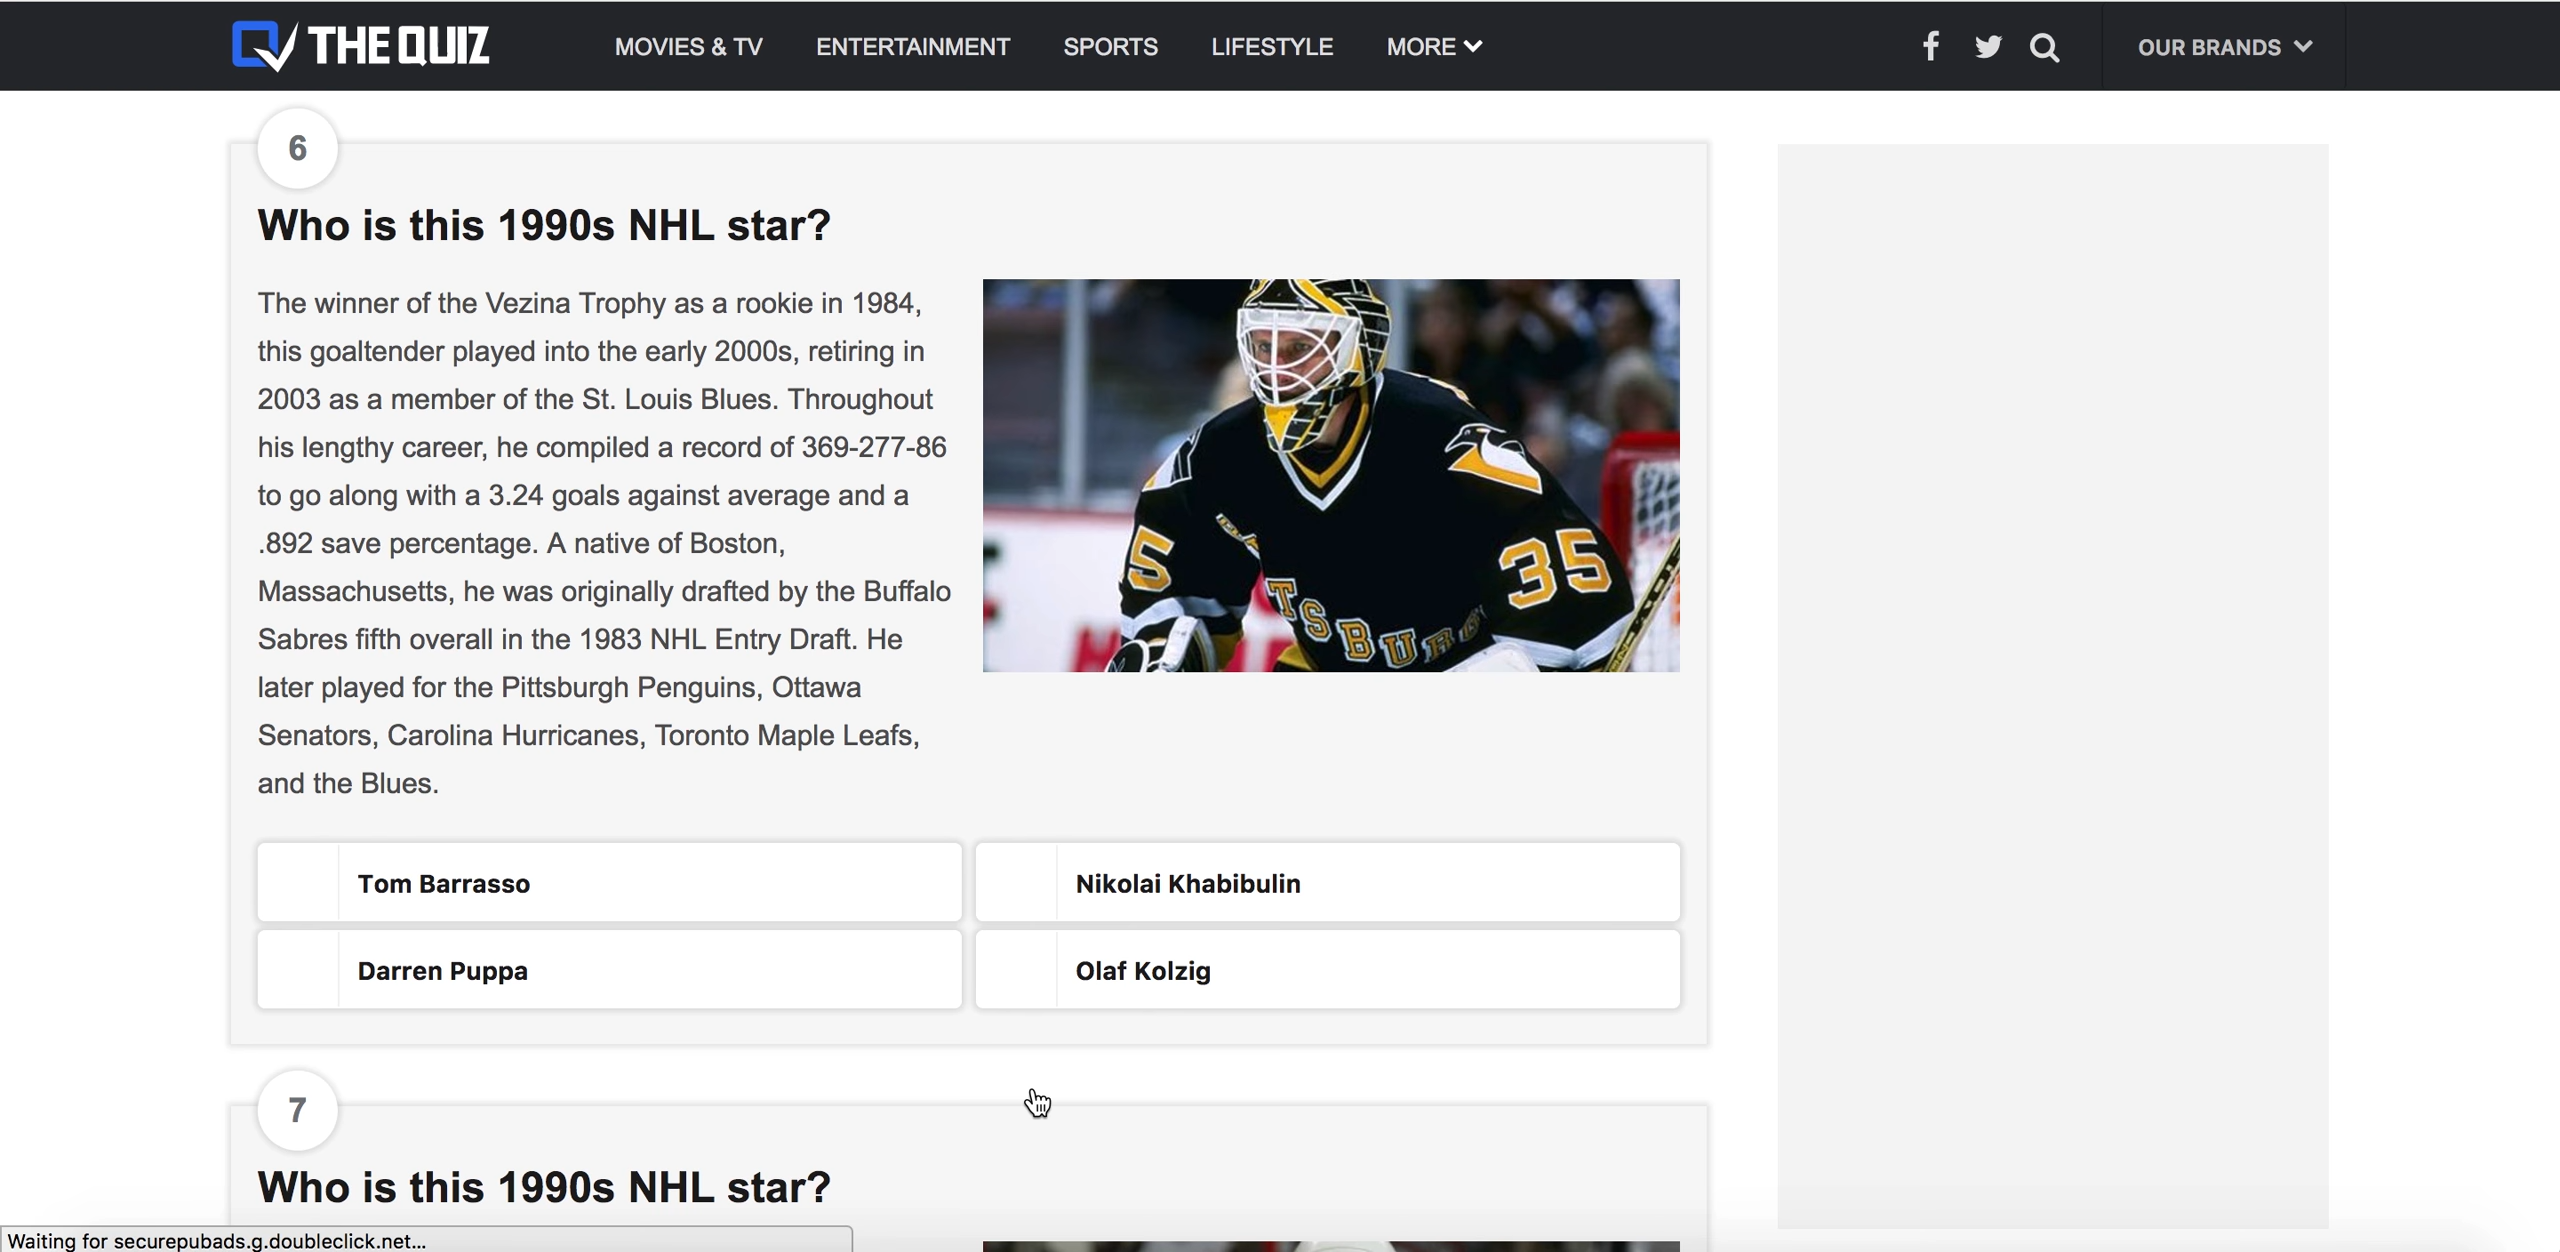 THE QUIZ
MOVIES & TV
ENTERTAINMENT
SPORTS
LIFESTYLE
MORE
OUR BRANDS
6
Who is this 1990s NHL star?
The winner of the Vezina Trophy as a rookie in 1984,
this goaltender played into the early 2000s, retiring in
2003 as a member of the St. Louis Blues. Throughout
his lengthy career, he compiled a record of 369-277-86
to go along with a 3.24 goals against average and a
.892 save percentage. A native of Boston,
Massachusetts, he was originally drafted by the Buffalo
Sabres fifth overall in the 1983 NHL Entry Draft. He
later played for the Pittsburgh Penguins, Ottawa
Senators, Carolina Hurricanes, Toronto Maple Leafs,
and the Blues.
5
35
TSBURG
Tom Barrasso
Nikolai Khabibulin
Darren Puppa
Olaf Kolzig
7
Who is this 1990s NHL star?
Waiting for securepubads.g.doubleclick.net...